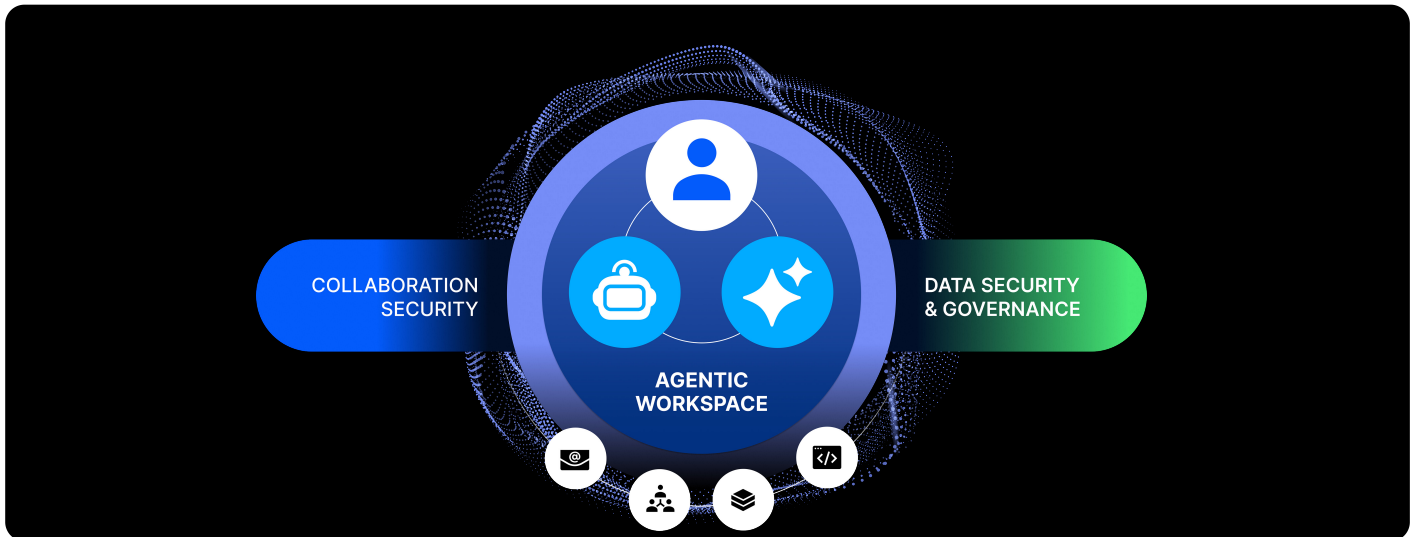 COLLABORATION
SECURITY
DATA SECURITY
& GOVERNANCE
AGENTIC
WORKSPACE
@
</>